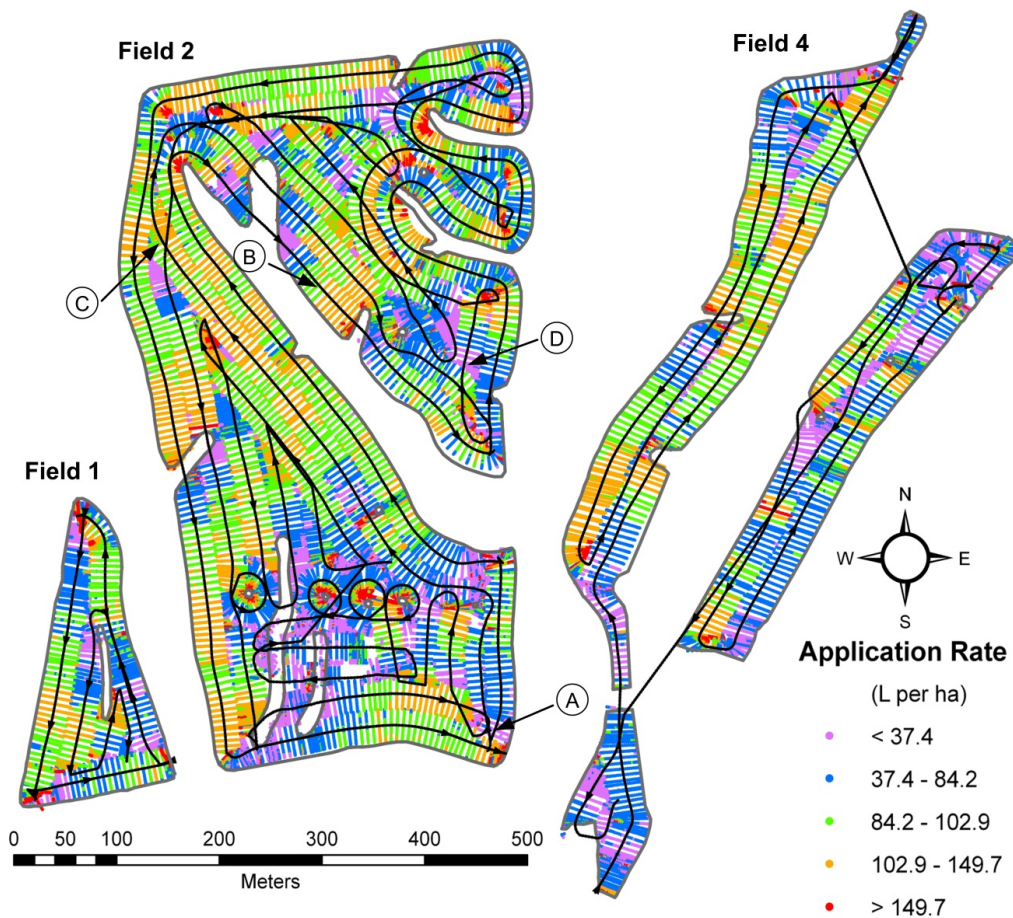 Field 2
Field 4
B
C
D
Field 1
N
W
E
S
A
Application Rate
(L per ha)
< 37.4
37.4 - 84.2
84.2 - 102.9
102.9 - 149.7
> 149.7
0 50 100 200 300 400 500
Meters